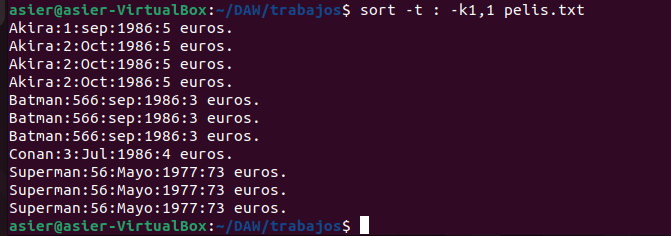 asier@asier-VirtualBox:~/DAW/trabajos$ sort -t : -k1,1 pelis.txt
Akira:1:sep:1986:5 euros.
Akira:2:Oct:1986:5 euros.
Akira:2:Oct:1986:5 euros.
Akira:2:Oct:1986:5 euros.
Batman:566:sep:1986:3 euros.
Batman:566:sep:1986:3 euros.
Batman:566:sep:1986:3 euros.
Conan:3:Jul:1986:4 euros.
Superman:56:Mayo:1977:73 euros.
Superman:56:Mayo:1977:73 euros.
Superman:56:Mayo:1977:73 euros.
asier@asier-VirtualBox:~/DAW/trabajos$